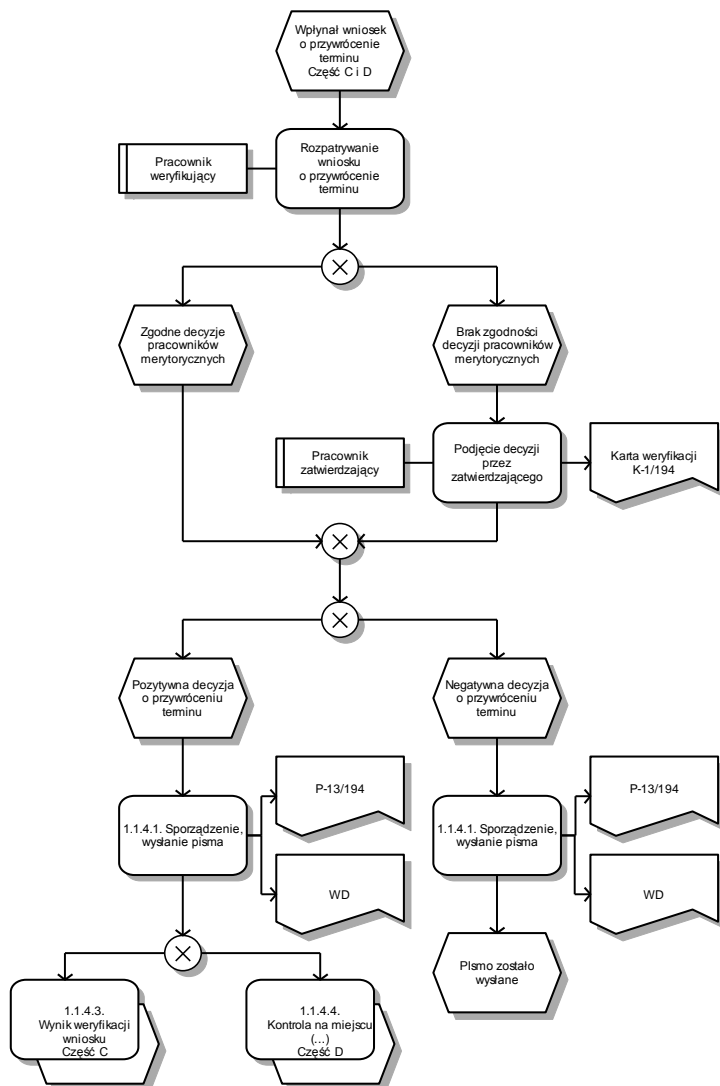 Wpłynął wniosek
o przywrócenie
terminu
Część C i D
Pracownik
weryfikujący
Rozpatrywanie
wniosku
o przywrócenie
terminu
Zgodne decyzje
pracowników
merytorycznych
Brak zgodności
decyzji pracowników
merytorycznych
Pracownik
zatwierdzający
Podjęcie decyzji
przez
zatwierdzającego
Karta weryfikacji
K-1/194
Pozytywna decyzja
o przywróceniu
terminu
Negatywna decyzja
o przywróceniu
terminu
1.1.4.1. Sporządzenie,
wysłanie pisma
P-13/194
WD
1.1.4.1. Sporządzenie,
wysłanie pisma
P-13/194
WD
1.1.4.3.
Wynik weryfikacji
wniosku
Część C
1.1.4.4.
Kontrola na miejscu
(...)
Część D
PIsmo zostało
wysłane